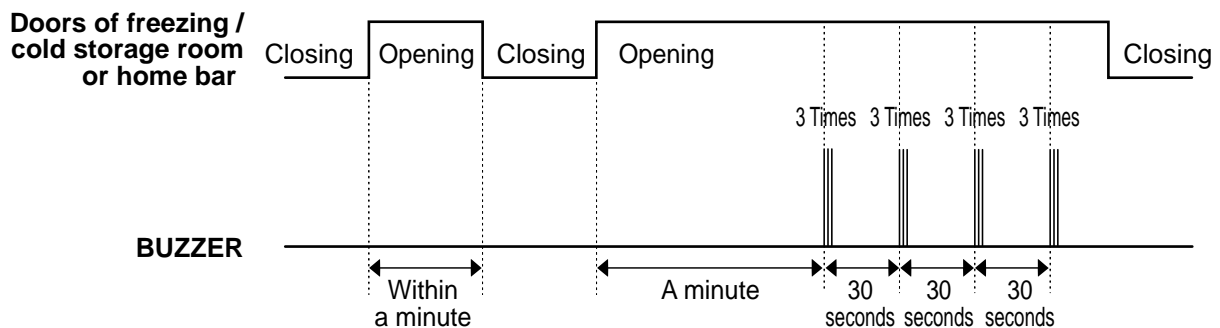 Doors of freezing /
cold storage room
or home bar
Closing Opening Closing Opening Closing
3 Times 3 Times 3 Times 3 Times
BUZZER
Within
a minute
A minute
30
seconds
30
seconds
30
seconds